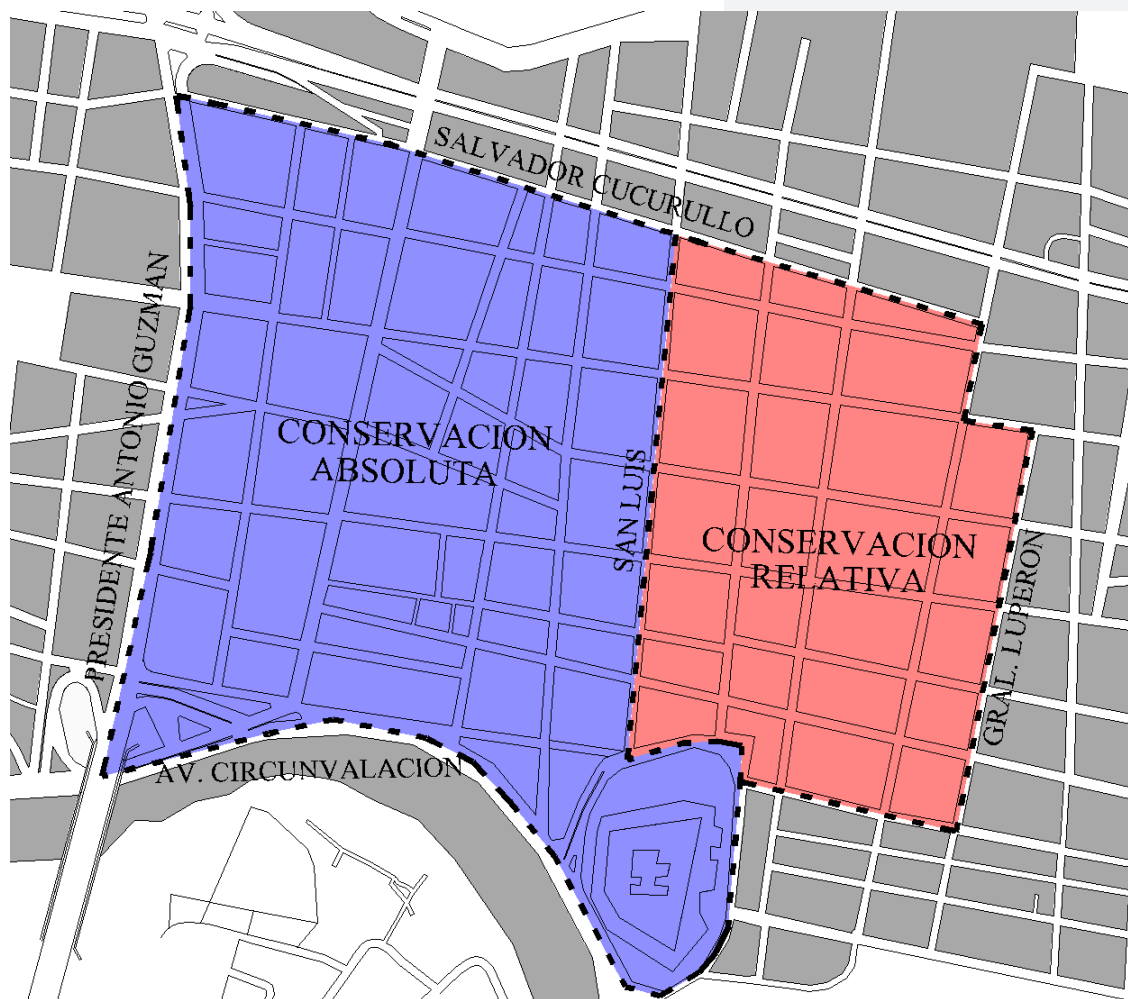 SALVADOR CUCURULLO
PRESIDENTE ANTONIO GUZMAN
CONSERVACION
ABSOLUTA
SAN LUIS
CONSERVACION
RELATIVA
GRAL. LUPERON
AV. CIRCUNVALACION